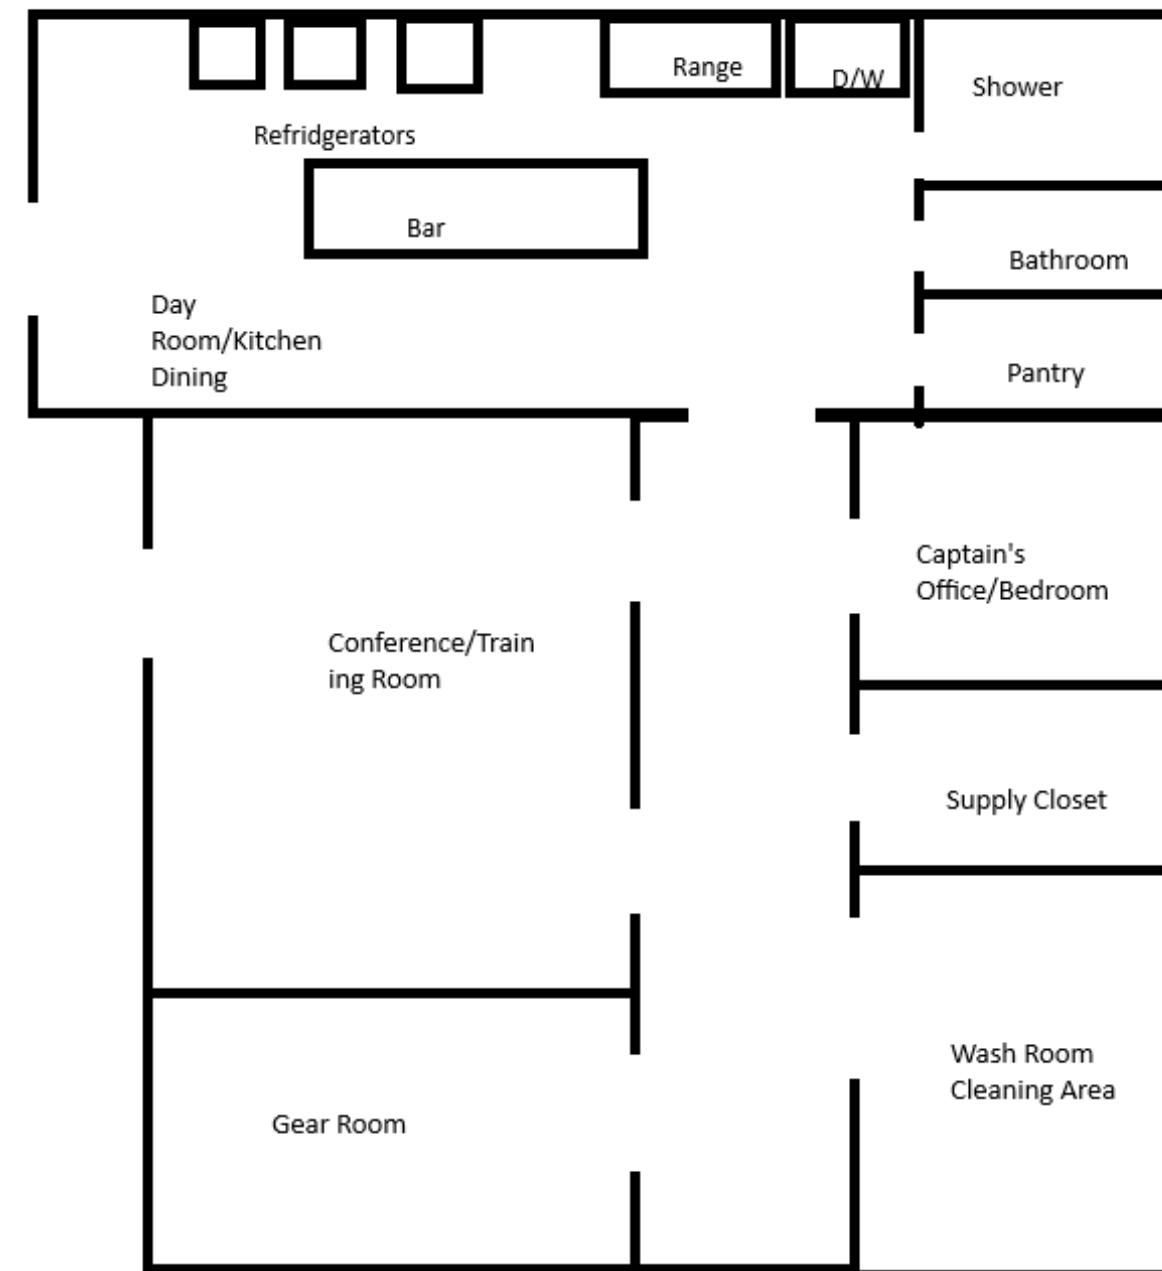 Range
D/W
Shower
Refridgerators
Bar
Bathroom
Day
Room/Kitchen
Dining
Pantry
Captain's
Office/Bedroom
Conference/Train
ing Room
Supply Closet
Wash Room
Cleaning Area
Gear Room